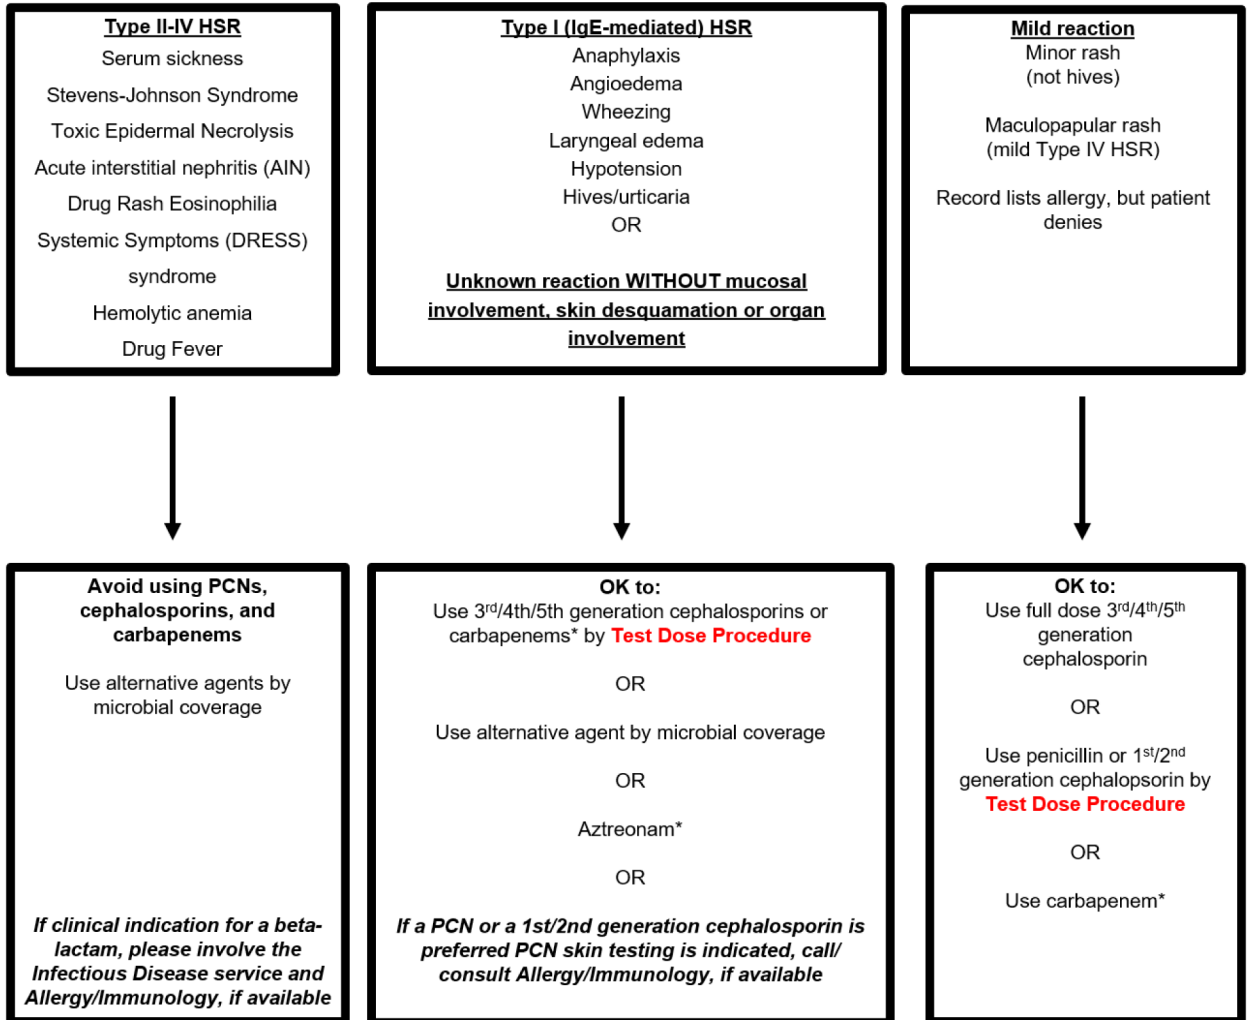 Type II-IV HSR
Serum sickness
Stevens-Johnson Syndrome
Toxic Epidermal Necrolysis
Acute interstitial nephritis (AIN)
Drug Rash Eosinophilia
Systemic Symptoms (DRESS)
syndrome
Hemolytic anemia
Drug Fever
Type I (IgE-mediated) HSR
Anaphylaxis
Angioedema
Wheezing
Laryngeal edema
Hypotension
Hives/urticaria
OR
Unknown reaction WITHOUT mucosal
involvement, skin desquamation or organ
involvement
Mild reaction
Minor rash
(not hives)
Maculopapular rash
(mild Type IV HSR)
Record lists allergy, but patient
denies
Avoid using PCNs,
cephalosporins, and
carbapenems
Use alternative agents by
microbial coverage
If clinical indication for a beta-
lactam, please involve the
Infectious Disease service and
Allergy/Immunology, if available
OK to:
Use 3rd/4th/5th generation cephalosporins or
carbapenems* by Test Dose Procedure
OR
Use alternative agent by microbial coverage
OR
Aztreonam*
OR
If a PCN or a 1st/2nd generation cephalosporin is
preferred PCN skin testing is indicated, call/
consult Allergy/Immunology, if available
OK to:
Use full dose 3rd/4th/5th
generation
cephalosporin
OR
Use penicillin or 1st/2nd
generation cephalopsorin by
Test Dose Procedure
OR
Use carbapenem*